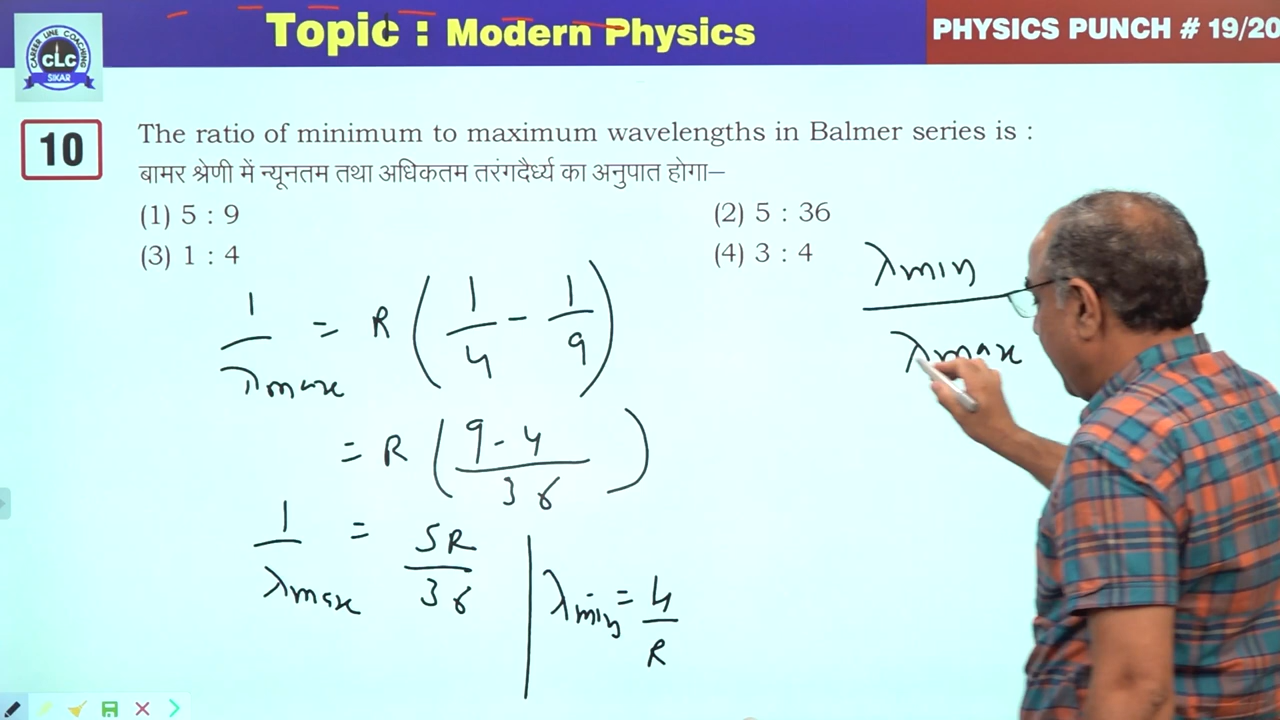 Topic : Modern Physics
PHYSICS PUNCH # 19/20
CAREER LINE COACHING
CLC
SIKAR
10
The ratio of minimum to maximum wavelengths in Balmer series is :
बामर श्रेणी में न्यूनतम तथा अधिकतम तरंगदैर्ध्य का अनुपात होगा–
(1) 5 : 9
(2) 5 : 36
(3) 1 : 4
(4) 3 : 4
1/λmax = R(1/4 - 1/9)
= R(9-4/36)
1/λmax = 5R/36
λmin = 4/R
λmin/λmax